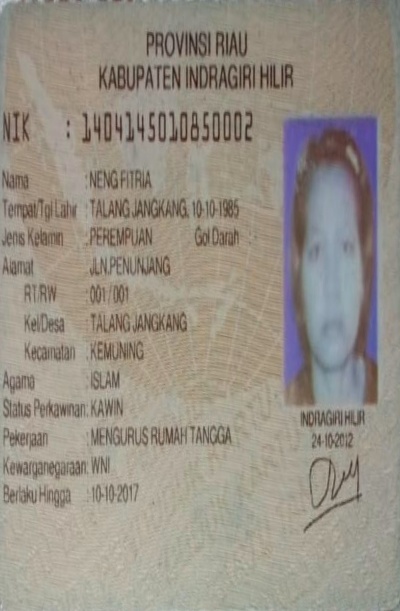 PROVINSI RIAU
KABUPATEN INDRAGIRI HILIR
NIK : 1404145010850002
Nama : NENG FITRIA
Tempat/Tgl Lahir : TALANG JANGKANG, 10-10-1985
Jenis Kelamin : PEREMPUAN Gol Darah : -
Alamat : JLN.PENUNJANG
RT/RW : 001/001
Kel/Desa : TALANG JANGKANG
Kecamatan : KEMUNING
Agama : ISLAM
Status Perkawinan: KAWIN
Pekerjaan : MENGURUS RUMAH TANGGA
Kewarganegaraan: WNI
Berlaku Hingga : 10-10-2017
INDRAGIRI HILIR
24-10-2012